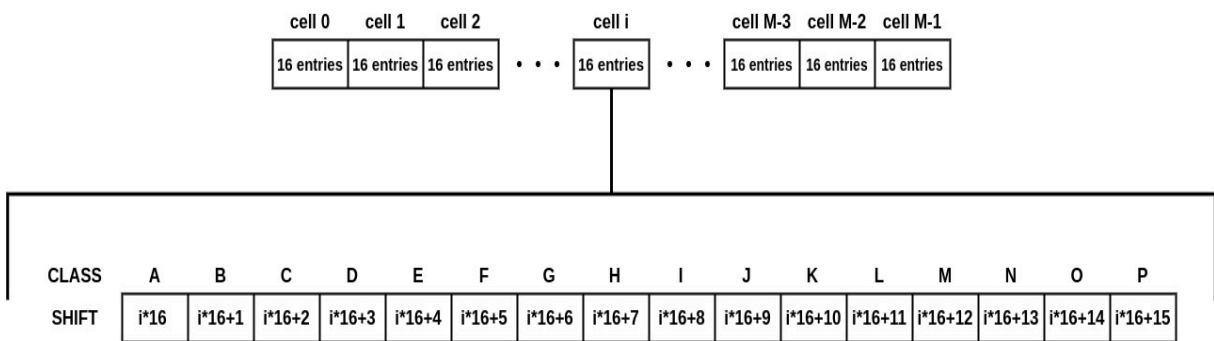 cell 0 cell 1 cell 2 cell i cell M-3 cell M-2 cell M-1
16 entries 16 entries 16 entries • • • 16 entries • • • 16 entries 16 entries 16 entries
CLASS A B C D E F G H I J K L M N O P
SHIFT i*16 i*16+1 i*16+2 i*16+3 i*16+4 i*16+5 i*16+6 i*16+7 i*16+8 i*16+9 i*16+10 i*16+11 i*16+12 i*16+13 i*16+14 i*16+15